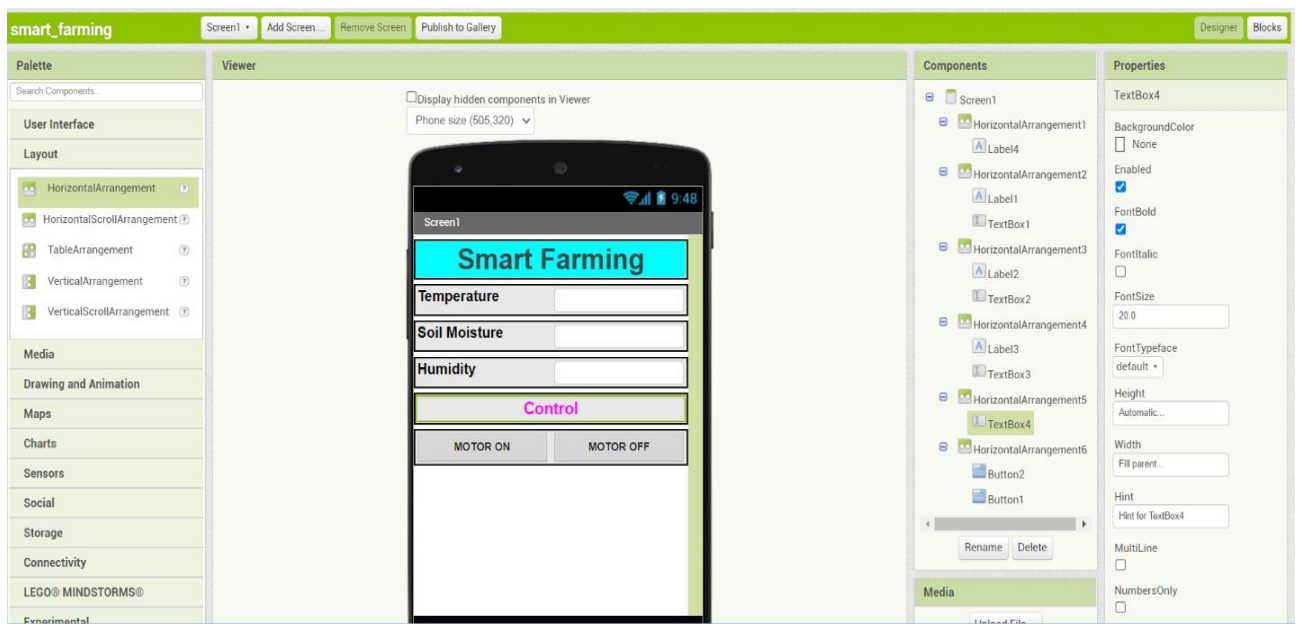 smart_farming
Screen1
Add Screen ...
Remove Screen
Publish to Gallery
Designer
Blocks
Palette
Search Components...
User Interface
Layout
HorizontalArrangement
HorizontalScrollArrangement
TableArrangement
VerticalArrangement
VerticalScrollArrangement
Media
Drawing and Animation
Maps
Charts
Sensors
Social
Storage
Connectivity
LEGO® MINDSTORMS®
Experimental
Viewer
Display hidden components in Viewer
Phone size (505,320)
9:48
Screen1
Smart Farming
Temperature
Soil Moisture
Humidity
Control
MOTOR ON
MOTOR OFF
Components
Screen1
HorizontalArrangement1
Label4
HorizontalArrangement2
Label1
TextBox1
HorizontalArrangement3
Label2
TextBox2
HorizontalArrangement4
Label3
TextBox3
HorizontalArrangement5
TextBox4
HorizontalArrangement6
Button2
Button1
Rename
Delete
Media
Upload File ...
Properties
TextBox4
BackgroundColor
None
Enabled
FontBold
FontItalic
FontSize
20.0
FontTypeface
default
Height
Automatic...
Width
Fill parent...
Hint
Hint for TextBox4
MultiLine
NumbersOnly